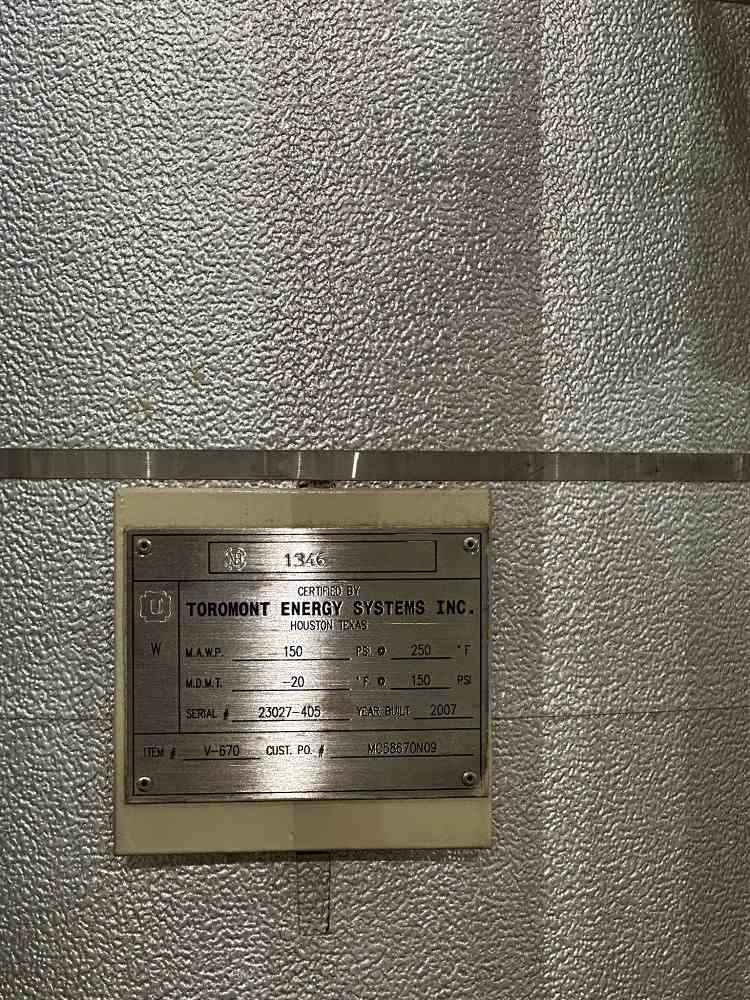 NB 1346
CERTIFIED BY
U TOROMONT ENERGY SYSTEMS INC.
HOUSTON TEXAS
W M.A.W.P. 150 PSI @ 250 °F
M.D.M.T. -20 °F @ 150 PSI
SERIAL # 23027-405 YEAR BUILT 2007
ITEM # V-670 CUST. PO. # MC58670N09